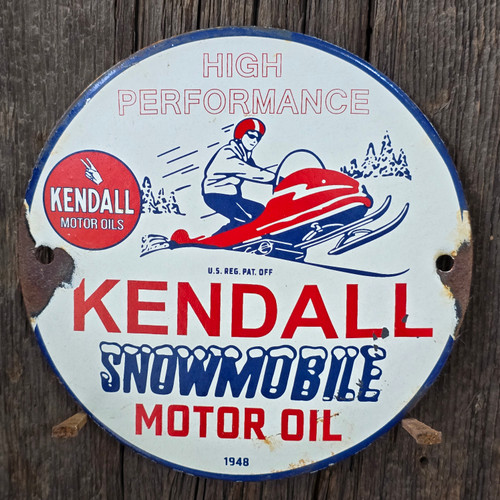 HIGH
PERFORMANCE
KENDALL
MOTOR OILS
U.S. REG. PAT. OFF
KENDALL
SNOWMOBILE
MOTOR OIL
1948